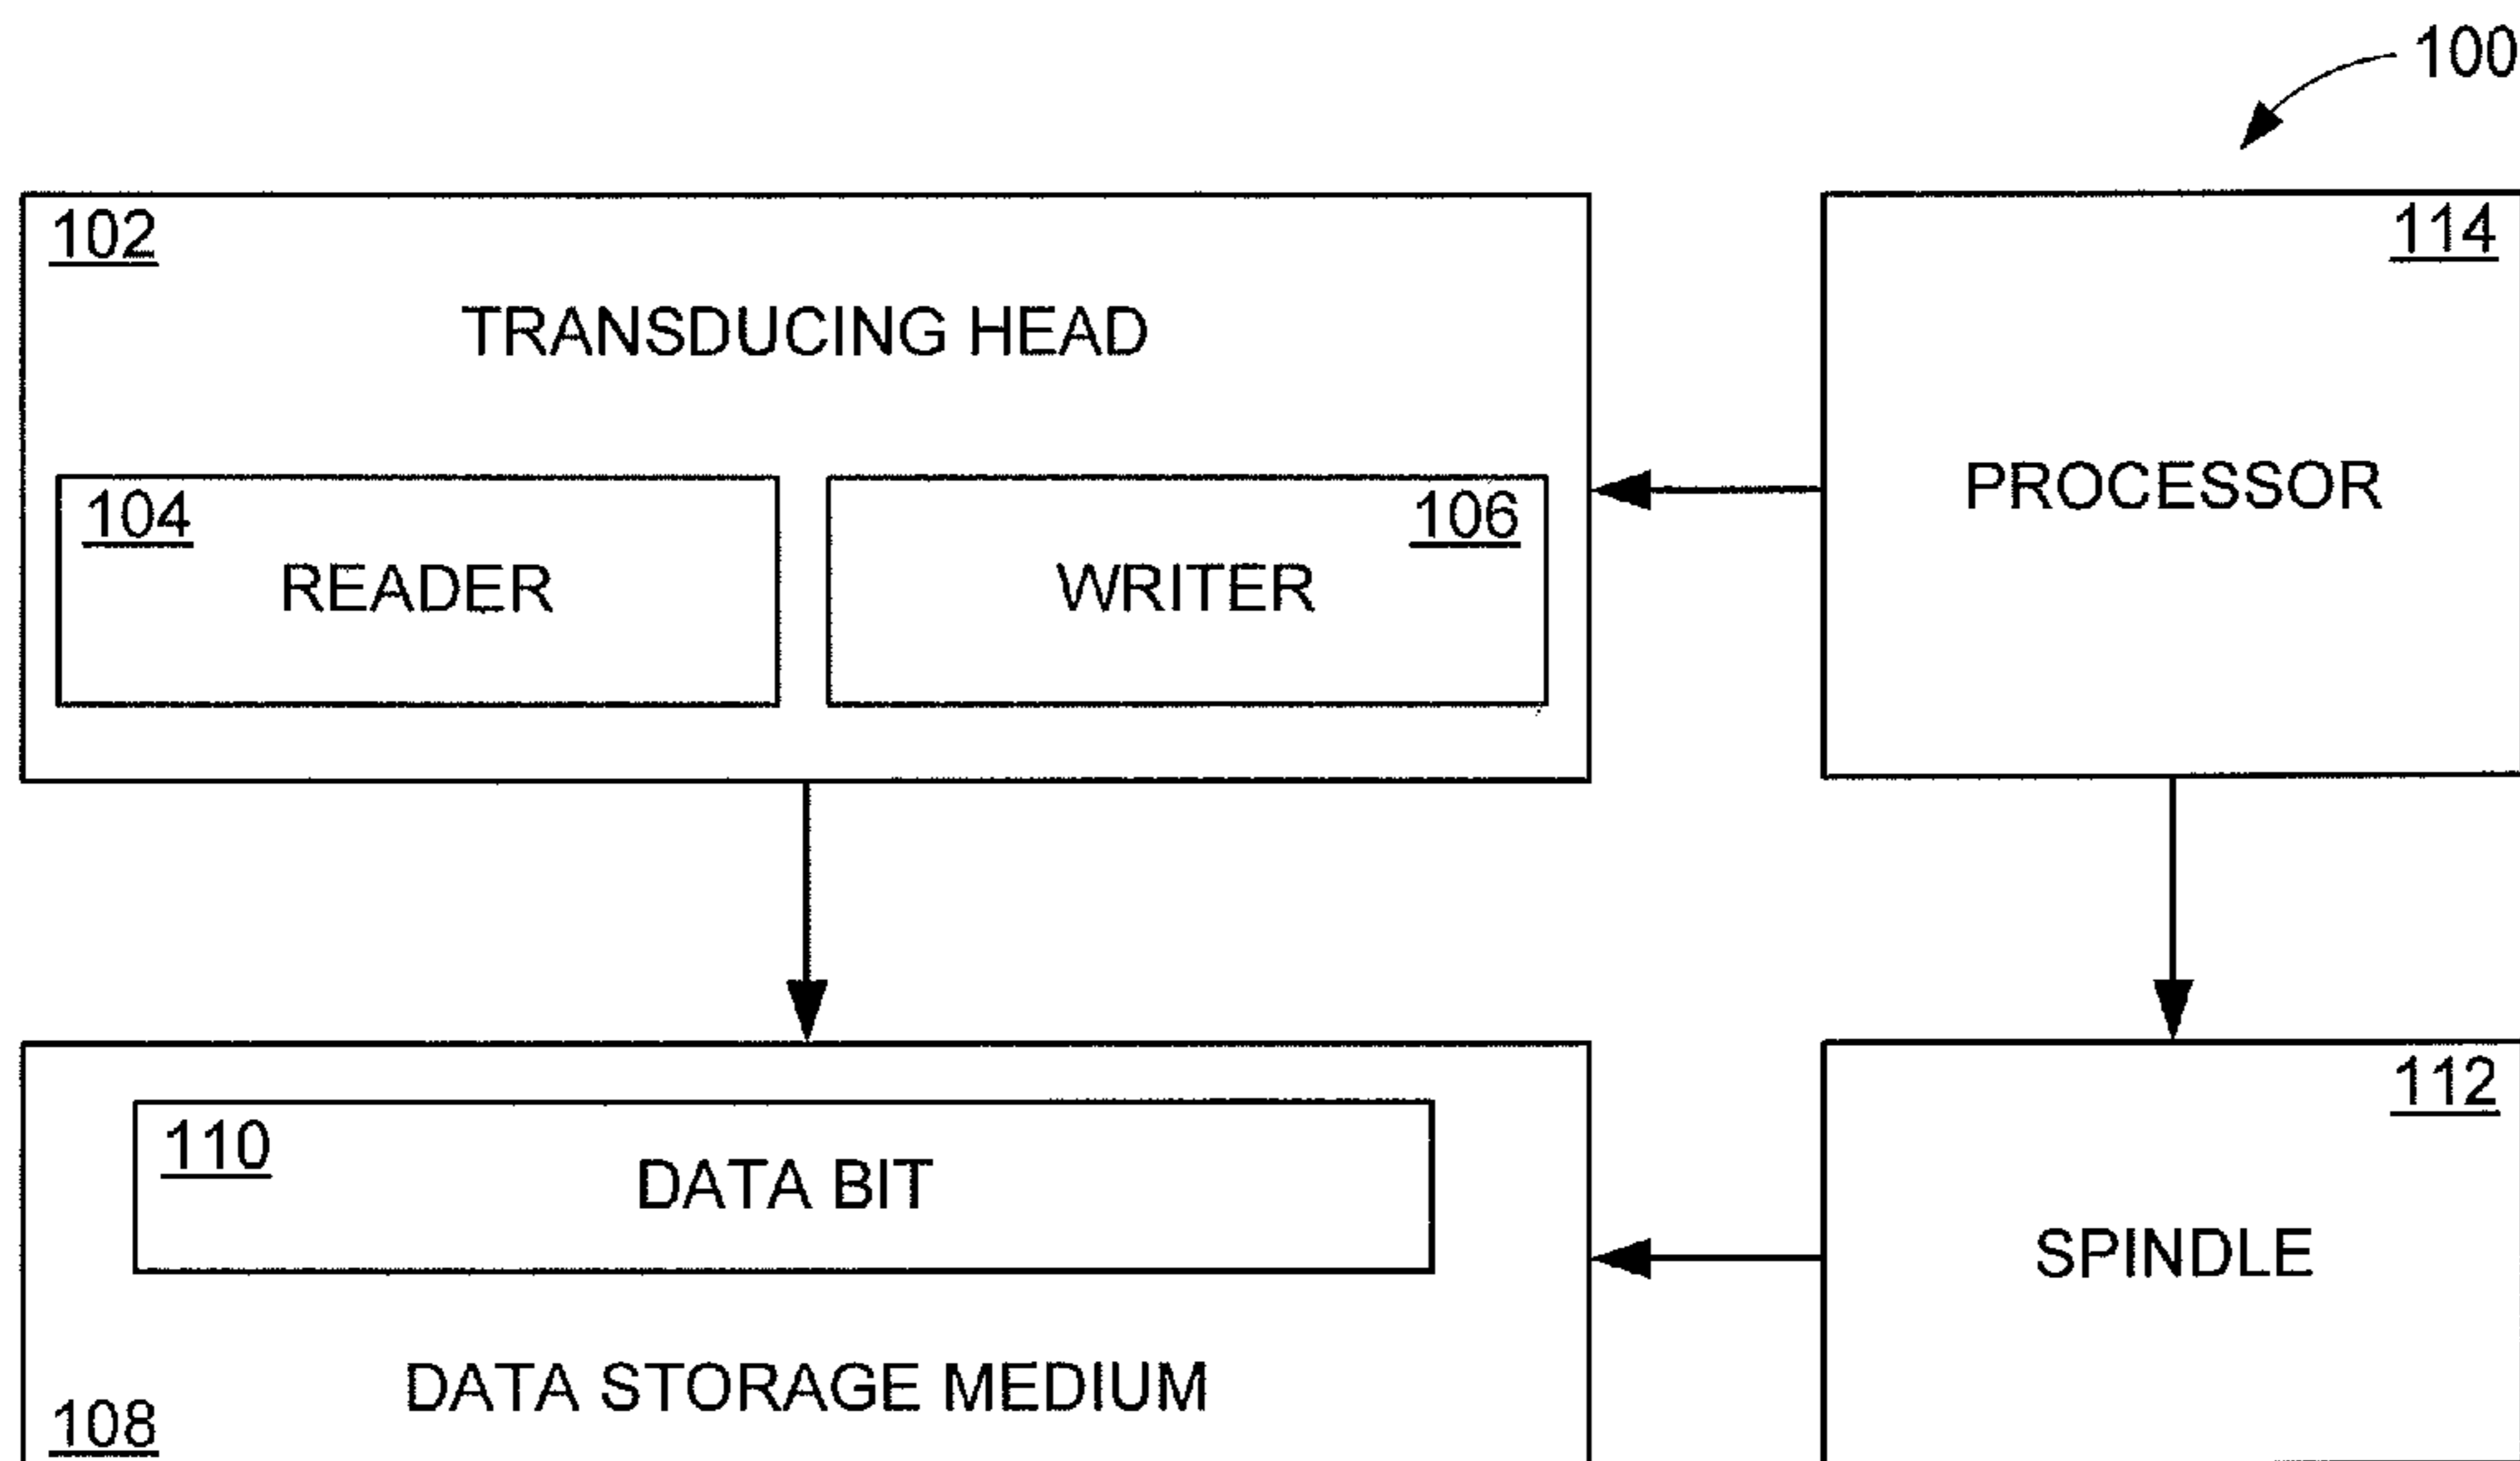 100
102
TRANSDUCING HEAD
104
READER
106
WRITER
114
PROCESSOR
110
DATA BIT
DATA STORAGE MEDIUM
108
112
SPINDLE